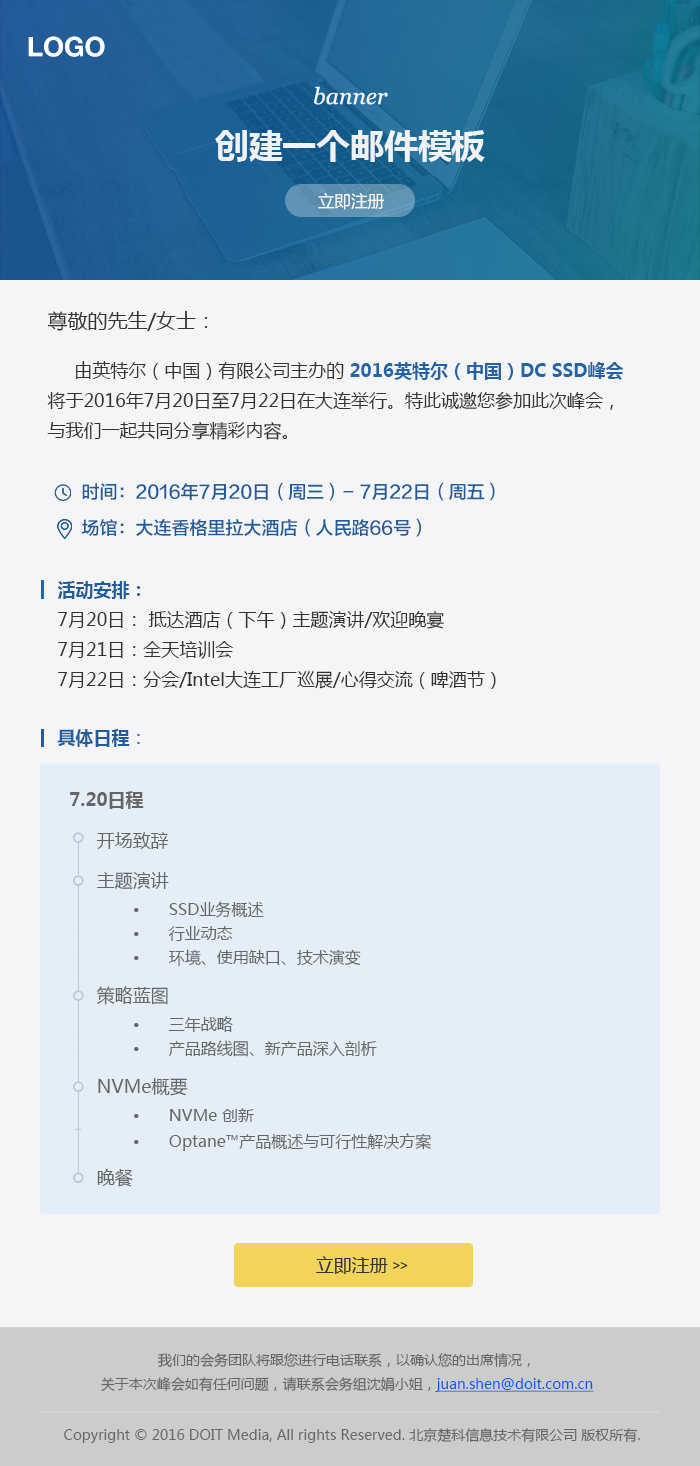 LOGO
banner
创建一个邮件模板
立即注册
尊敬的先生/女士：
由英特尔（中国）有限公司主办的 2016英特尔（中国）DC SSD峰会
将于2016年7月20日至7月22日在大连举行。特此诚邀您参加此次峰会，
与我们一起共同分享精彩内容。
时间：2016年7月20日（周三）– 7月22日（周五）
场馆：大连香格里拉大酒店（人民路66号）
活动安排：
7月20日： 抵达酒店（下午）主题演讲/欢迎晚宴
7月21日：全天培训会
7月22日：分会/Intel大连工厂巡展/心得交流（啤酒节）
具体日程：
7.20日程
开场致辞
主题演讲
• SSD业务概述
• 行业动态
• 环境、使用缺口、技术演变
策略蓝图
• 三年战略
• 产品路线图、新产品深入剖析
NVMe概要
• NVMe 创新
• Optane™产品概述与可行性解决方案
晚餐
立即注册 >>
我们的会务团队将跟您进行电话联系，以确认您的出席情况，
关于本次峰会如有任何问题，请联系会务组沈娟小姐，juan.shen@doit.com.cn
Copyright © 2016 DOIT Media, All rights Reserved. 北京楚科信息技术有限公司 版权所有.